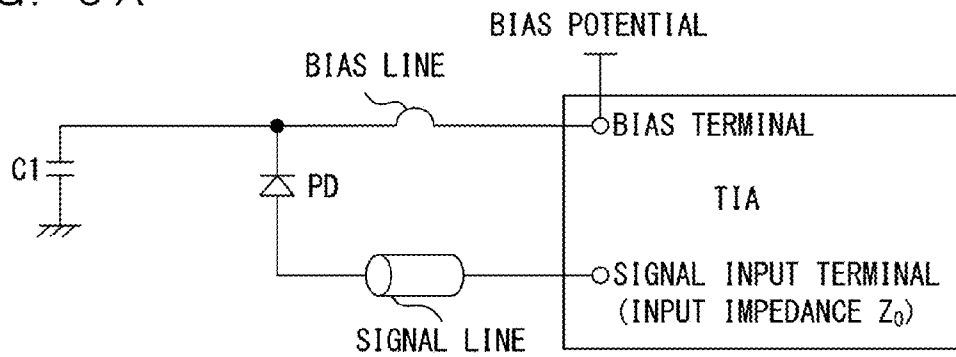 BIAS POTENTIAL
BIAS LINE
BIAS TERMINAL
C1
PD
TIA
SIGNAL INPUT TERMINAL
(INPUT IMPEDANCE Z₀)
SIGNAL LINE